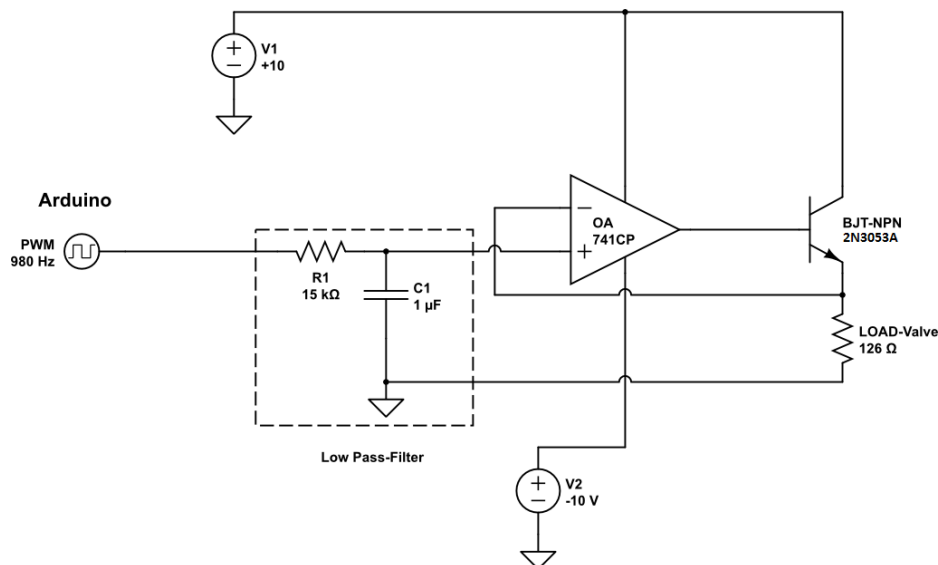 V1
+10
Arduino
PWM
980 Hz
R1
15 kΩ
C1
1 µF
Low Pass-Filter
OA
741CP
BJT-NPN
2N3053A
LOAD-Valve
126 Ω
V2
-10 V